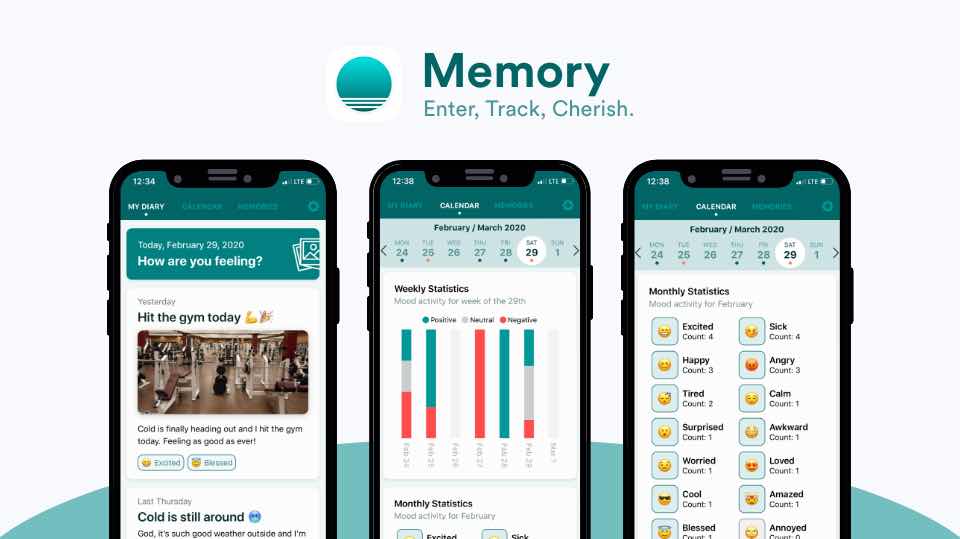 Memory
Enter, Track, Cherish.
12:34
LTE
MY DIARY CALENDAR MEMORIES
Today, February 29, 2020
How are you feeling?
Yesterday
Hit the gym today 💪🎉
Cold is finally heading out and I hit the gym
today. Feeling as good as ever!
Excited Blessed
Last Thursday
Cold is still around 🥶
God, it's such good weather outside and I'm
12:38
LTE
MY DIARY CALENDAR MEMORIES
February / March 2020
MON TUE WED THU FRI SAT SUN
24 25 26 27 28 29 1
Weekly Statistics
Mood activity for week of the 29th
Positive Neutral Negative
Feb 24 Feb 25 Feb 26 Feb 27 Feb 28 Feb 29 Mar 1
Monthly Statistics
Mood activity for February
Excited Sick
12:38
LTE
MY DIARY CALENDAR MEMORIES
February / March 2020
MON TUE WED THU FRI SAT SUN
24 25 26 27 28 29 1
Monthly Statistics
Mood activity for February
Excited Sick
Count: 4 Count: 4
Happy Angry
Count: 3 Count: 3
Tired Calm
Count: 2 Count: 1
Surprised Awkward
Count: 1 Count: 1
Worried Loved
Count: 1 Count: 1
Cool Amazed
Count: 1 Count: 1
Blessed Annoyed
Count: 1 Count: 0